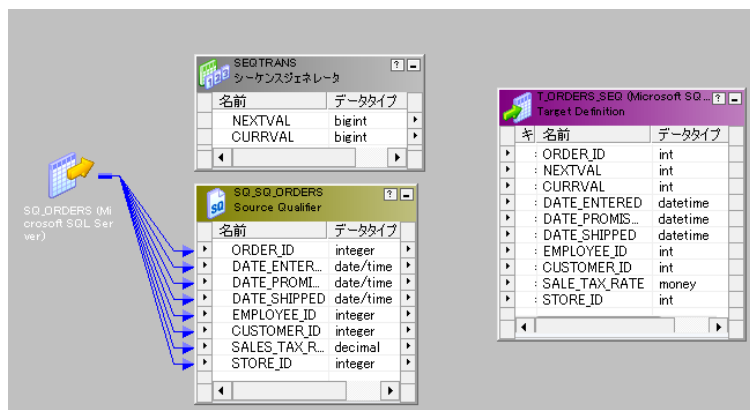 SEQTRANS
シーケンスジェネレータ
名前 データタイプ
NEXTVAL bigint
CURRVAL bigint
SQ_ORDERS (Mi
crosoft SQL Ser
ver)
SQ_SQ_ORDERS
Source Qualifier
名前 データタイプ
ORDER_ID integer
DATE_ENTER... date/time
DATE_PROMI... date/time
DATE_SHIPPED date/time
EMPLOYEE_ID integer
CUSTOMER_ID integer
SALES_TAX_R... decimal
STORE_ID integer
T_ORDERS_SEQ (Microsoft SQ...
Target Definition
キ 名前 データタイプ
ORDER_ID int
NEXTVAL int
CURRVAL int
DATE_ENTERED datetime
DATE_PROMIS... datetime
DATE_SHIPPED datetime
EMPLOYEE_ID int
CUSTOMER_ID int
SALE_TAX_RATE money
STORE_ID int